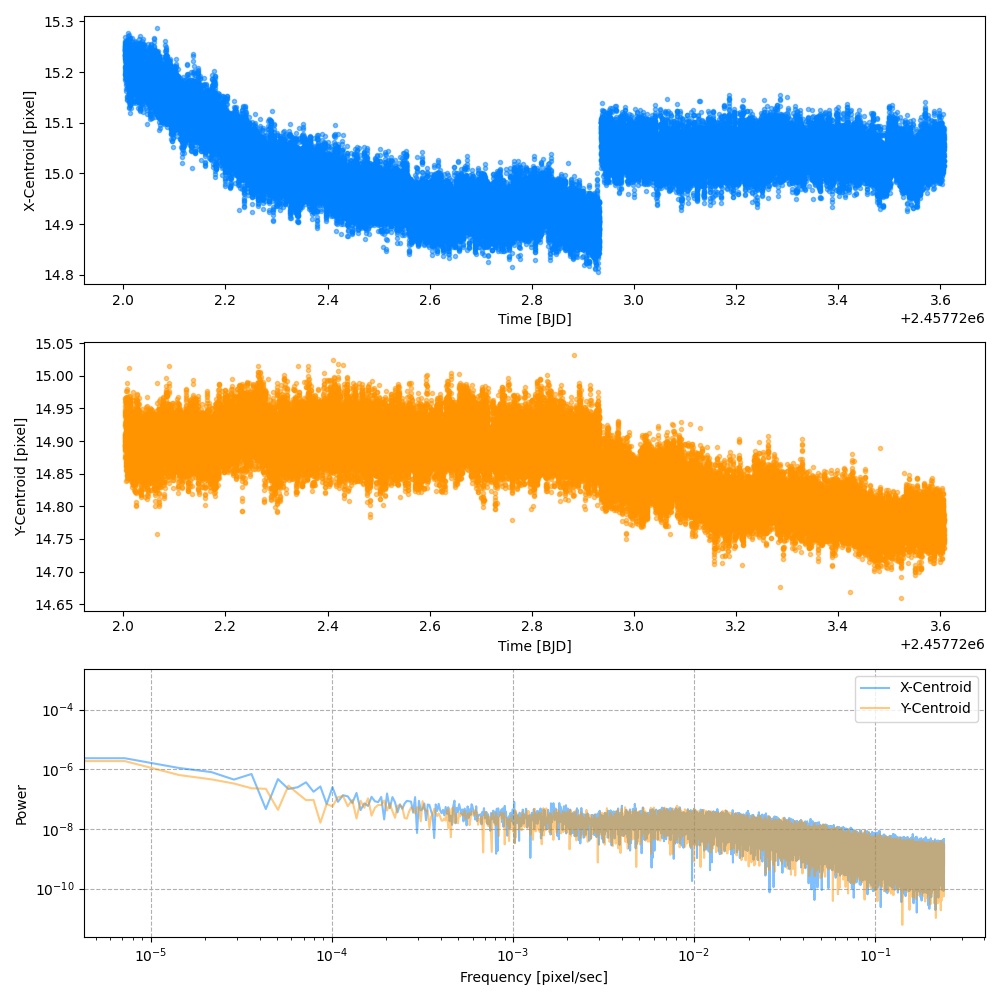 15.3
15.2
15.1
15.0
14.9
14.8
X-Centroid [pixel]
2.0 2.2 2.4 2.6 2.8 3.0 3.2 3.4 3.6
Time [BJD]
+2.45772e6
15.05
15.00
14.95
14.90
14.85
14.80
14.75
14.70
14.65
Y-Centroid [pixel]
2.0 2.2 2.4 2.6 2.8 3.0 3.2 3.4 3.6
Time [BJD]
+2.45772e6
X-Centroid
Y-Centroid
10⁻⁴
10⁻⁶
10⁻⁸
10⁻¹⁰
Power
10⁻⁵ 10⁻⁴ 10⁻³ 10⁻² 10⁻¹
Frequency [pixel/sec]